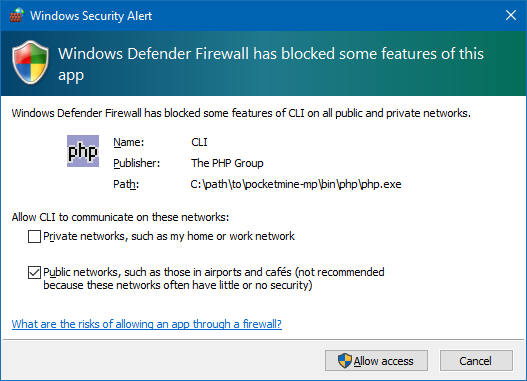 Windows Security Alert
Windows Defender Firewall has blocked some features of this
app
Windows Defender Firewall has blocked some features of CLI on all public and private networks.
php
Name: CLI
Publisher: The PHP Group
Path: C:\path\to\pocketmine-mp\bin\php\php.exe
Allow CLI to communicate on these networks:
Private networks, such as my home or work network
Public networks, such as those in airports and cafés (not recommended
because these networks often have little or no security)
What are the risks of allowing an app through a firewall?
Allow access Cancel